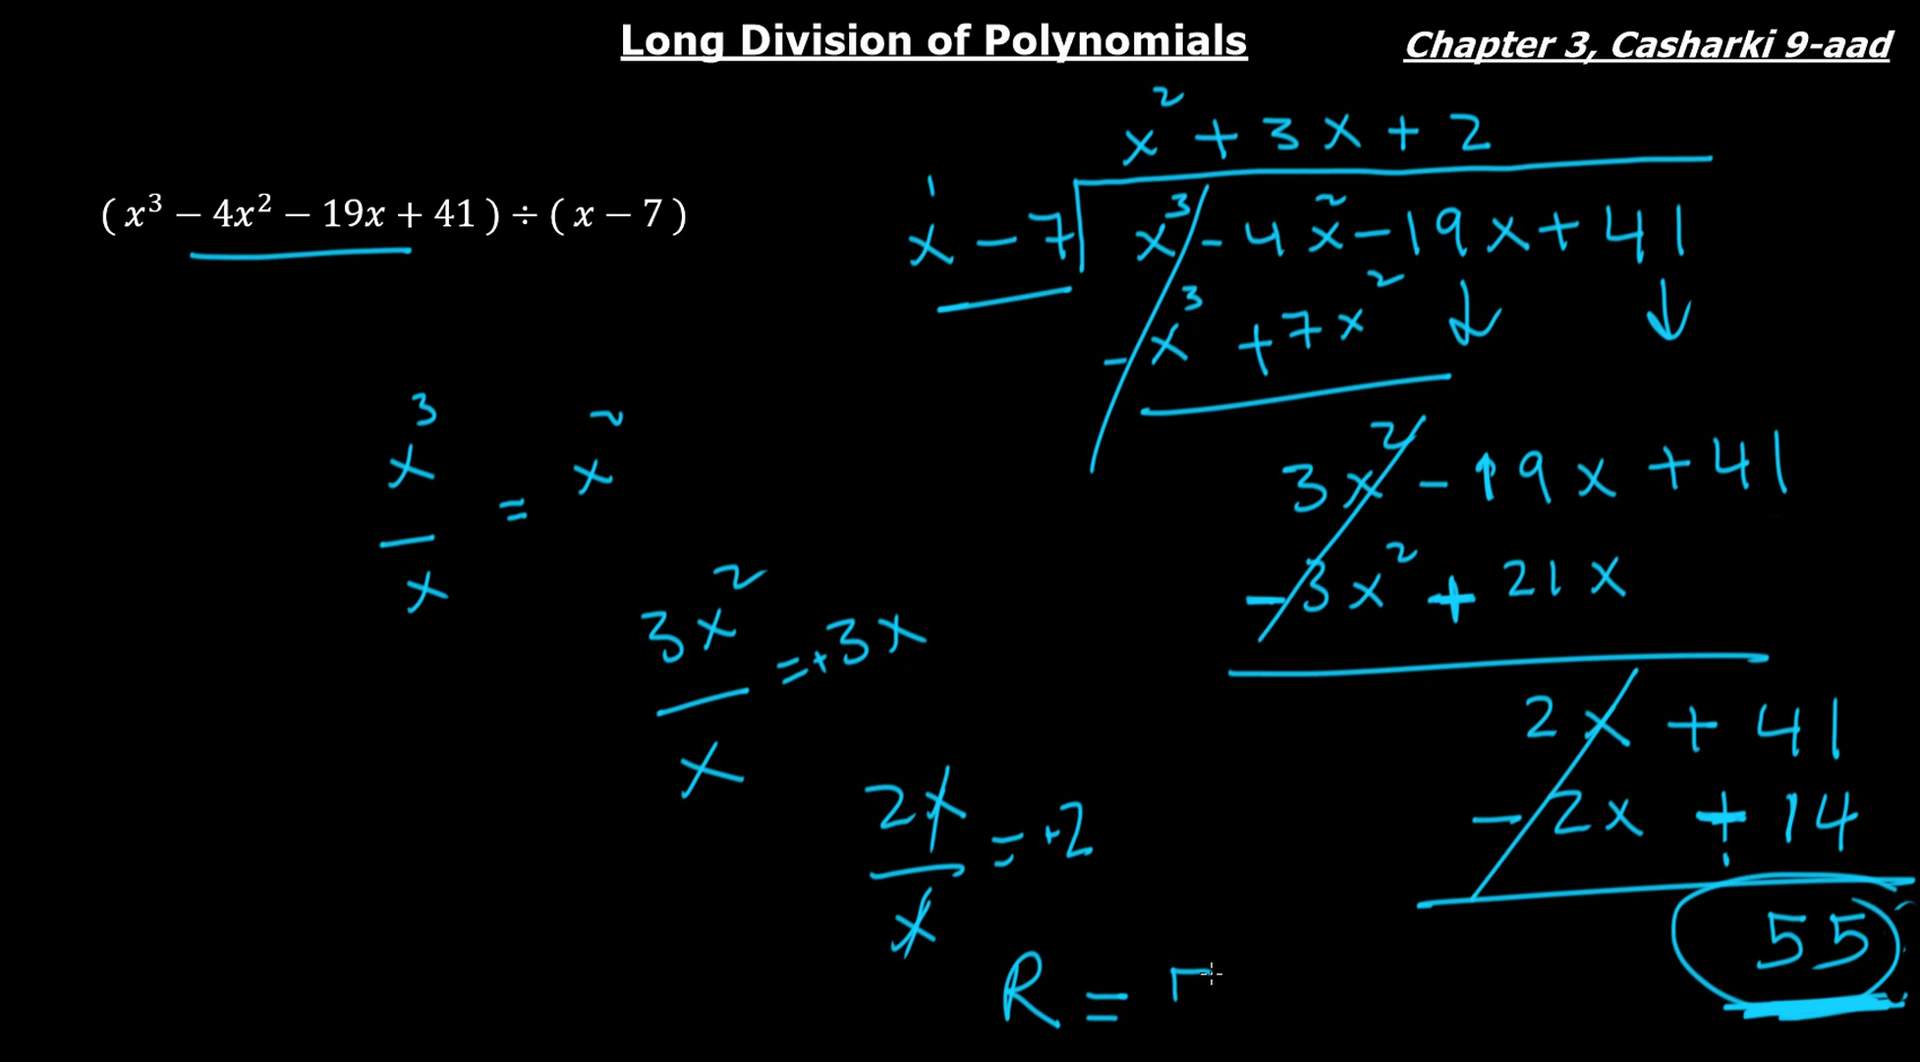 Long Division of Polynomials
Chapter 3, Casharki 9-aad
( x³ − 4x² − 19x + 41 ) ÷ ( x − 7 )
x² + 3x + 2
1
x − 7
x³ − 4x² − 19x + 41
− x³ + 7x²
3x² − 19x + 41
− 3x² + 21x
2x + 41
− 2x + 14
55
x³
x
= x²
3x²
x
= +3x
2x
x
= +2
R =